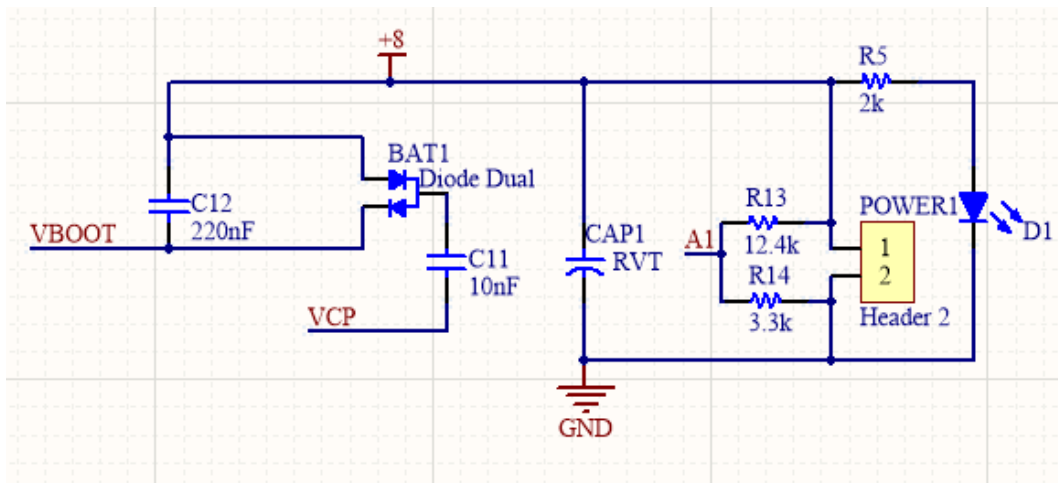 +8
R5
2k
BAT1
Diode Dual
C12
220nF
VBOOT
C11
10nF
VCP
CAP1
RVT
A1
R13
12.4k
R14
3.3k
POWER1
1
2
Header 2
D1
GND